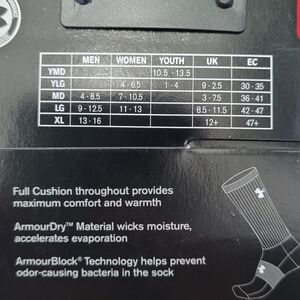 MEN WOMEN YOUTH UK EC
YMD 10.5 - 13.5
YLG 4-6.5 1 - 4 9 - 2.5 30 - 35
MD 4 - 8.5 7 - 10.5 3 - 7.5 36 - 41
LG 9 - 12.5 11 - 13 8.5 - 11.5 42 - 47
XL 13 - 16 12+ 47+
Full Cushion throughout provides
maximum comfort and warmth
ArmourDry™ Material wicks moisture,
accelerates evaporation
ArmourBlock® Technology helps prevent
odor-causing bacteria in the sock